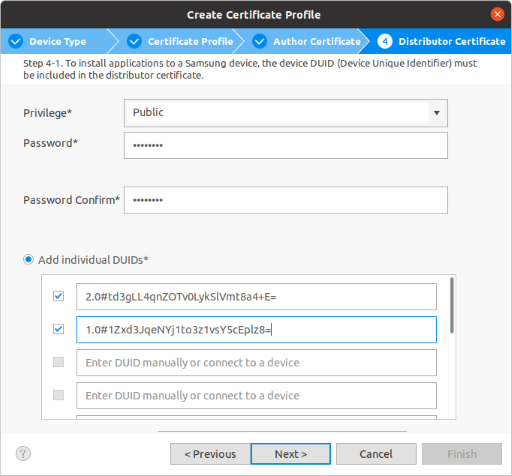 Create Certificate Profile
Device Type
Certificate Profile
Author Certificate
4 Distributor Certificate
Step 4-1. To install applications to a Samsung device, the device DUID (Device Unique Identifier) must
be included in the distributor certificate.
Privilege*
Public
Password*
••••••••
Password Confirm*
••••••••
Add individual DUIDs*
2.0#td3gLL4qnZOTv0LykSlVmt8a4+E=
1.0#1Zxd3JqeNYj1to3z1vsY5cEplz8=
Enter DUID manually or connect to a device
Enter DUID manually or connect to a device
?
< Previous
Next >
Cancel
Finish